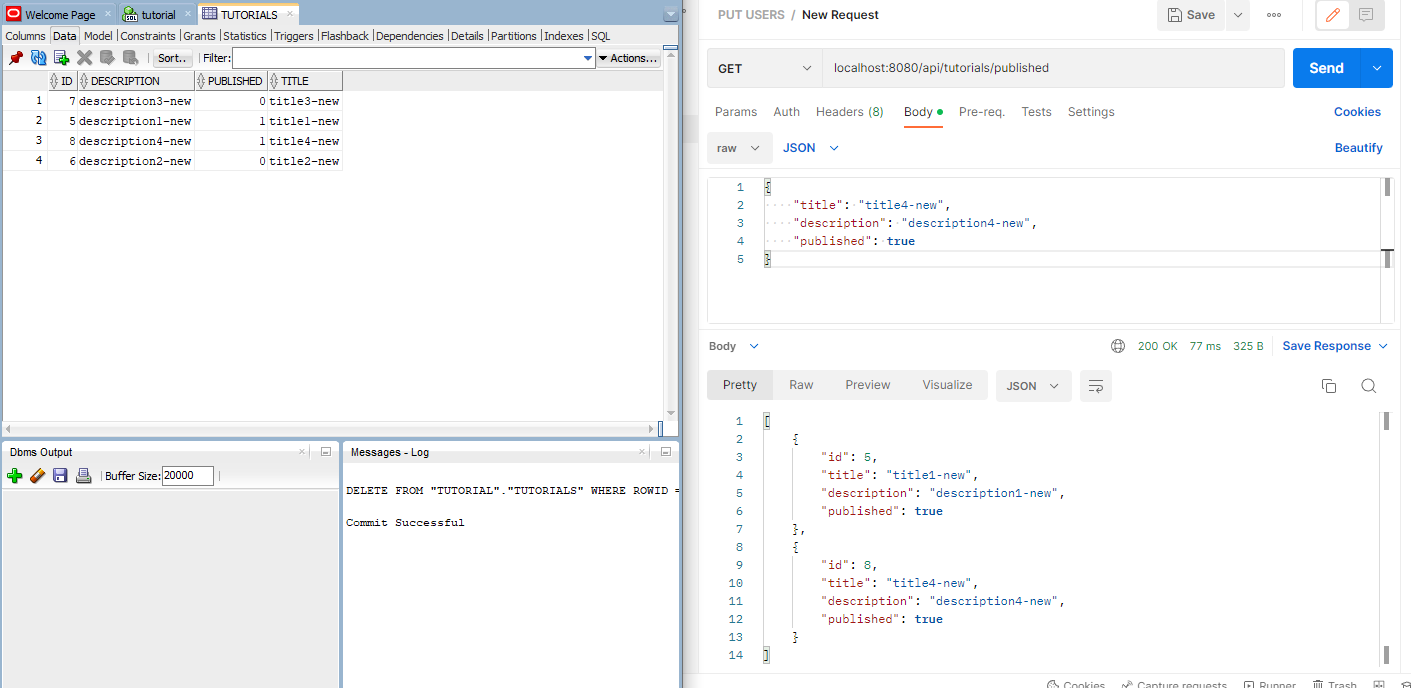 Welcome Page
tutorial
TUTORIALS
Columns Data Model Constraints Grants Statistics Triggers Flashback Dependencies Details Partitions Indexes SQL
Sort.. Filter: Actions...
ID DESCRIPTION PUBLISHED TITLE
1 7 description3-new 0 title3-new
2 5 description1-new 1 title1-new
3 8 description4-new 1 title4-new
4 6 description2-new 0 title2-new
Dbms Output
Buffer Size: 20000
Messages - Log
DELETE FROM "TUTORIAL"."TUTORIALS" WHERE ROWID =
Commit Successful
PUT USERS / New Request
Save
GET localhost:8080/api/tutorials/published Send
Params Auth Headers (8) Body Pre-req. Tests Settings Cookies
raw JSON Beautify
1 {
2 "title": "title4-new",
3 "description": "description4-new",
4 "published": true
5 }
Body 200 OK 77 ms 325 B Save Response
Pretty Raw Preview Visualize JSON
1 [
2 {
3 "id": 5,
4 "title": "title1-new",
5 "description": "description1-new",
6 "published": true
7 },
8 {
9 "id": 8,
10 "title": "title4-new",
11 "description": "description4-new",
12 "published": true
13 }
14 ]
Cookies Capture requests Runner Trash